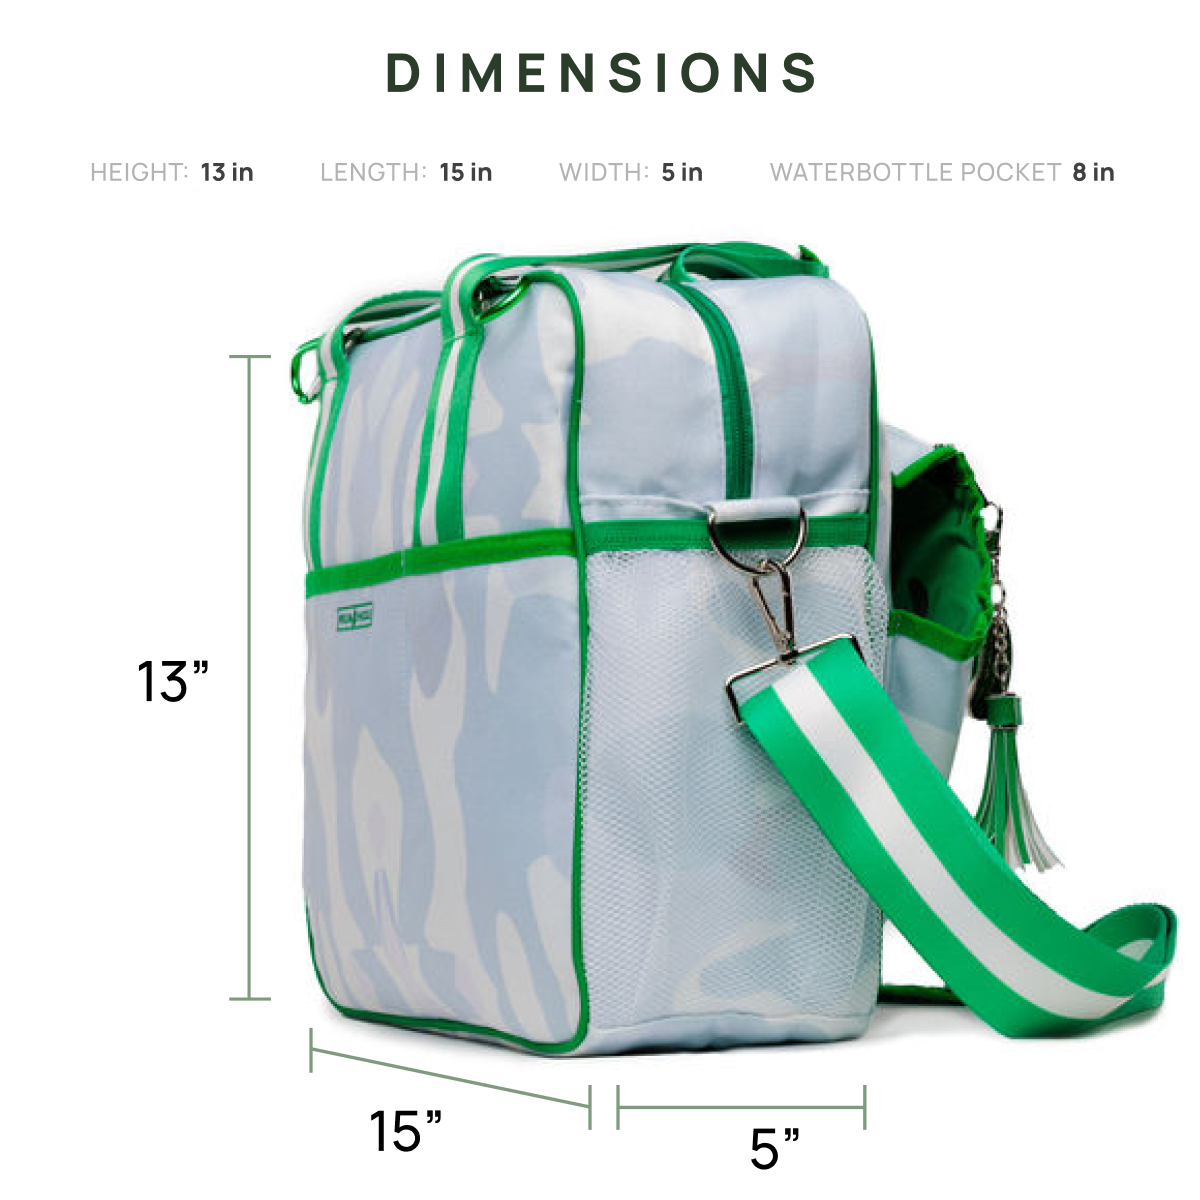 DIMENSIONS
HEIGHT: 13 in LENGTH: 15 in WIDTH: 5 in WATERBOTTLE POCKET 8 in
13”
15”
5”